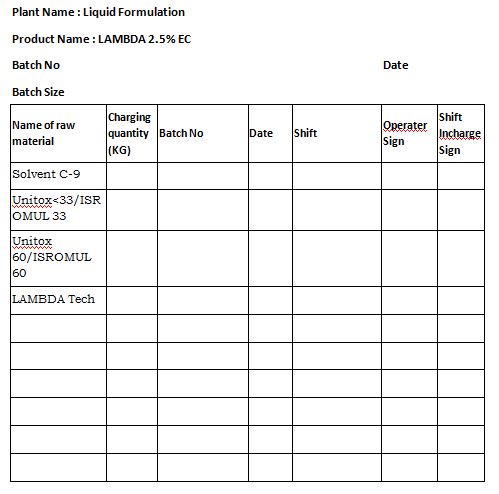 Plant Name : Liquid Formulation
Product Name : LAMBDA 2.5% EC
Batch No Date
Batch Size
Name of raw material Charging quantity (KG) Batch No Date Shift Operater Sign Shift Incharge Sign
Solvent C-9
Unitox<33/ISR
OMUL 33
Unitox
60/ISROMUL
60
LAMBDA Tech